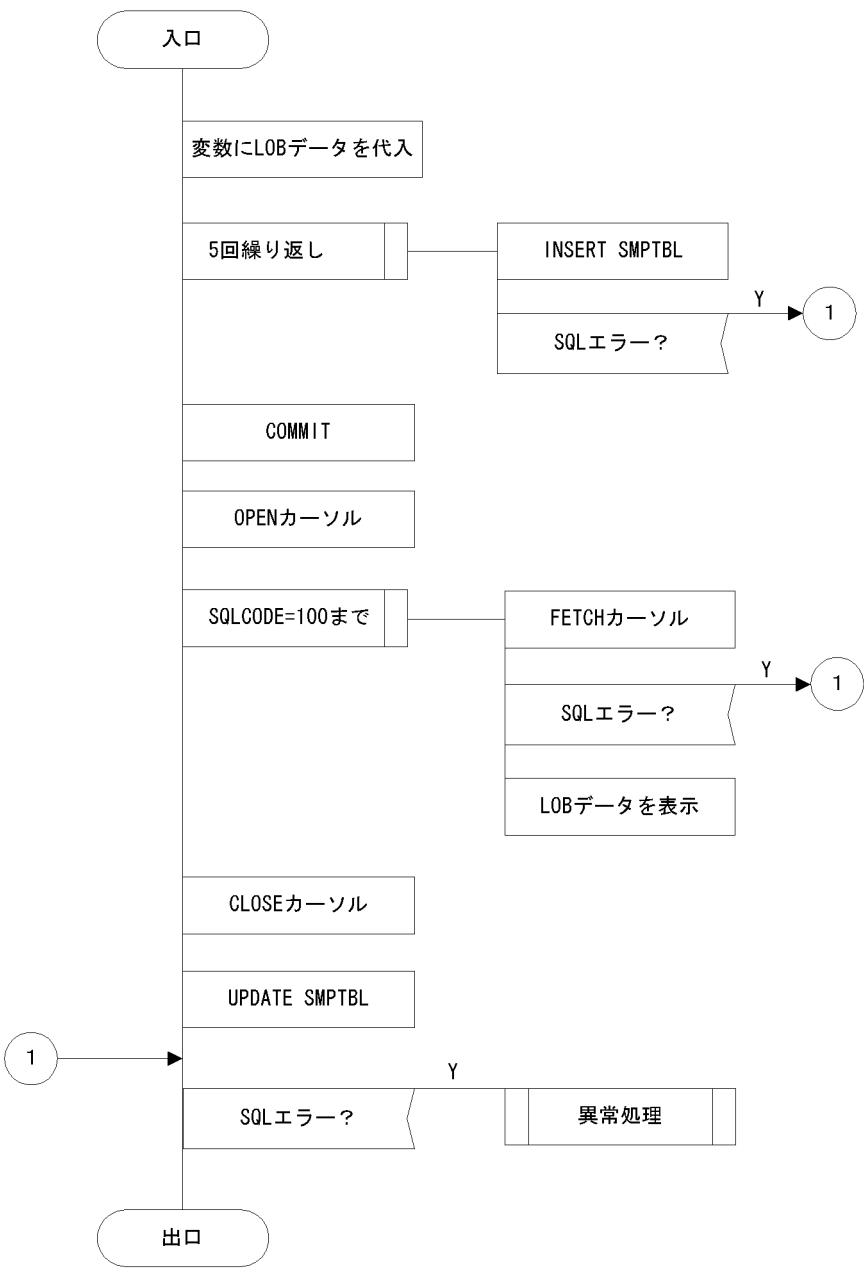 入口
変数にLOBデータを代入
5回繰り返し
INSERT SMPTBL
Y
1
SQLエラー？
COMMIT
OPENカーソル
SQLCODE=100まで
FETCHカーソル
Y
1
SQLエラー？
LOBデータを表示
CLOSEカーソル
UPDATE SMPTBL
1
Y
SQLエラー？
異常処理
出口